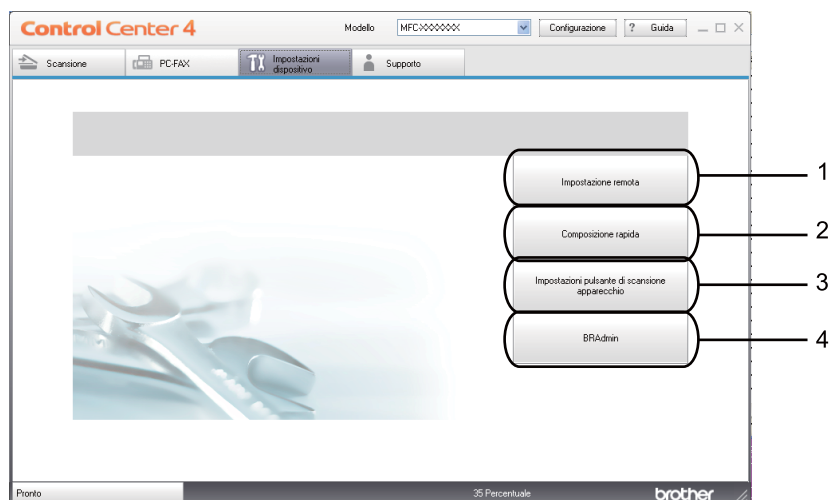 Control Center 4
Modello
MFC-XXXXXX
Configurazione
? Guida
Scansione
PC-FAX
Impostazioni
dispositivo
Supporto
Impostazione remota
1
Composizione rapida
2
Impostazioni pulsante di scansione
apparecchio
3
BRAdmin
4
Pronto
35 Percentuale
brother